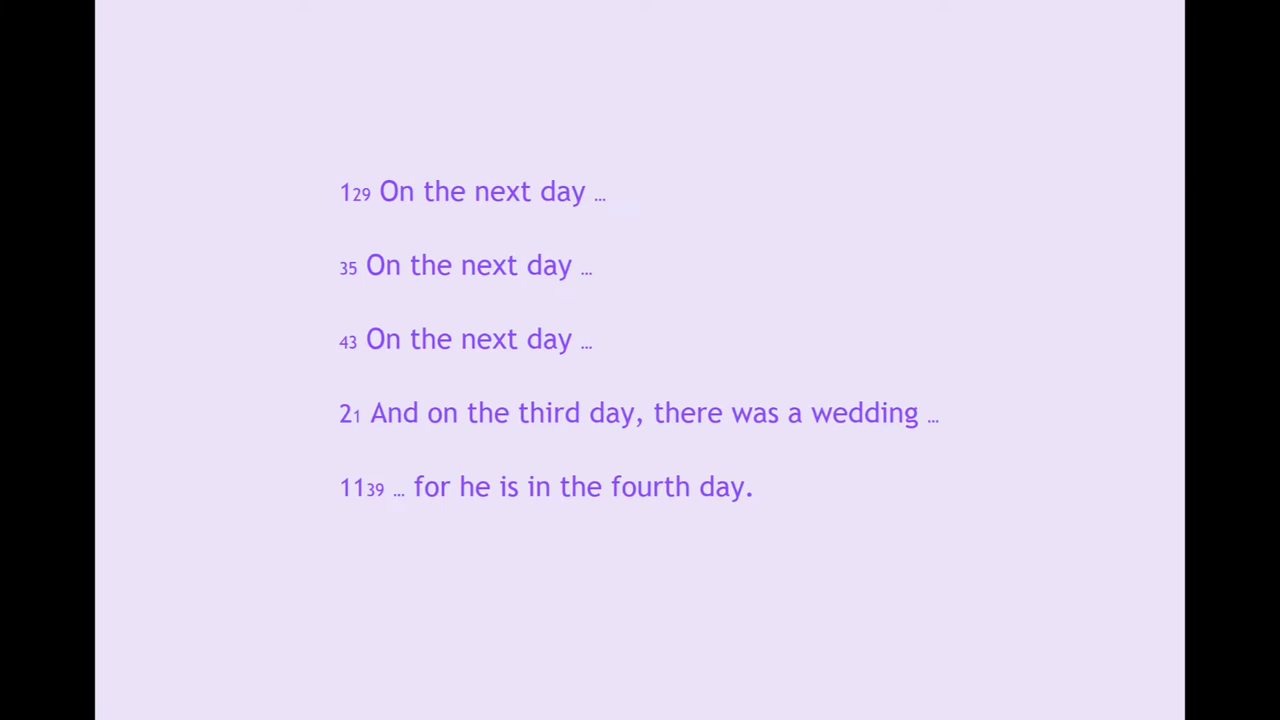 129 On the next day …
35 On the next day …
43 On the next day …
21 And on the third day, there was a wedding …
1139 … for he is in the fourth day.